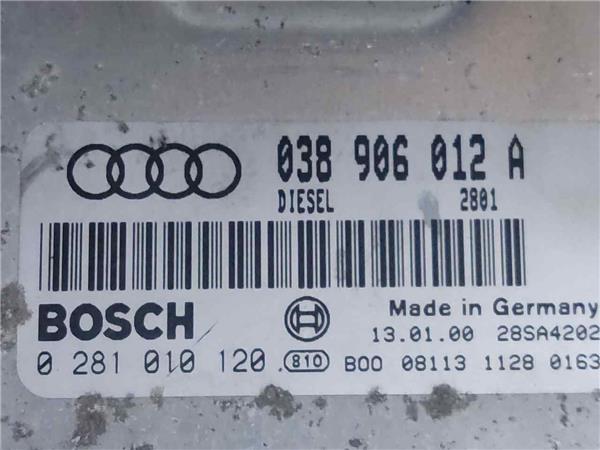 038 906 012 A
DIESEL 2801
BOSCH
Made in Germany
13.01.00 28SA4202
0 281 010 120 810 B00 08113 1128 0163